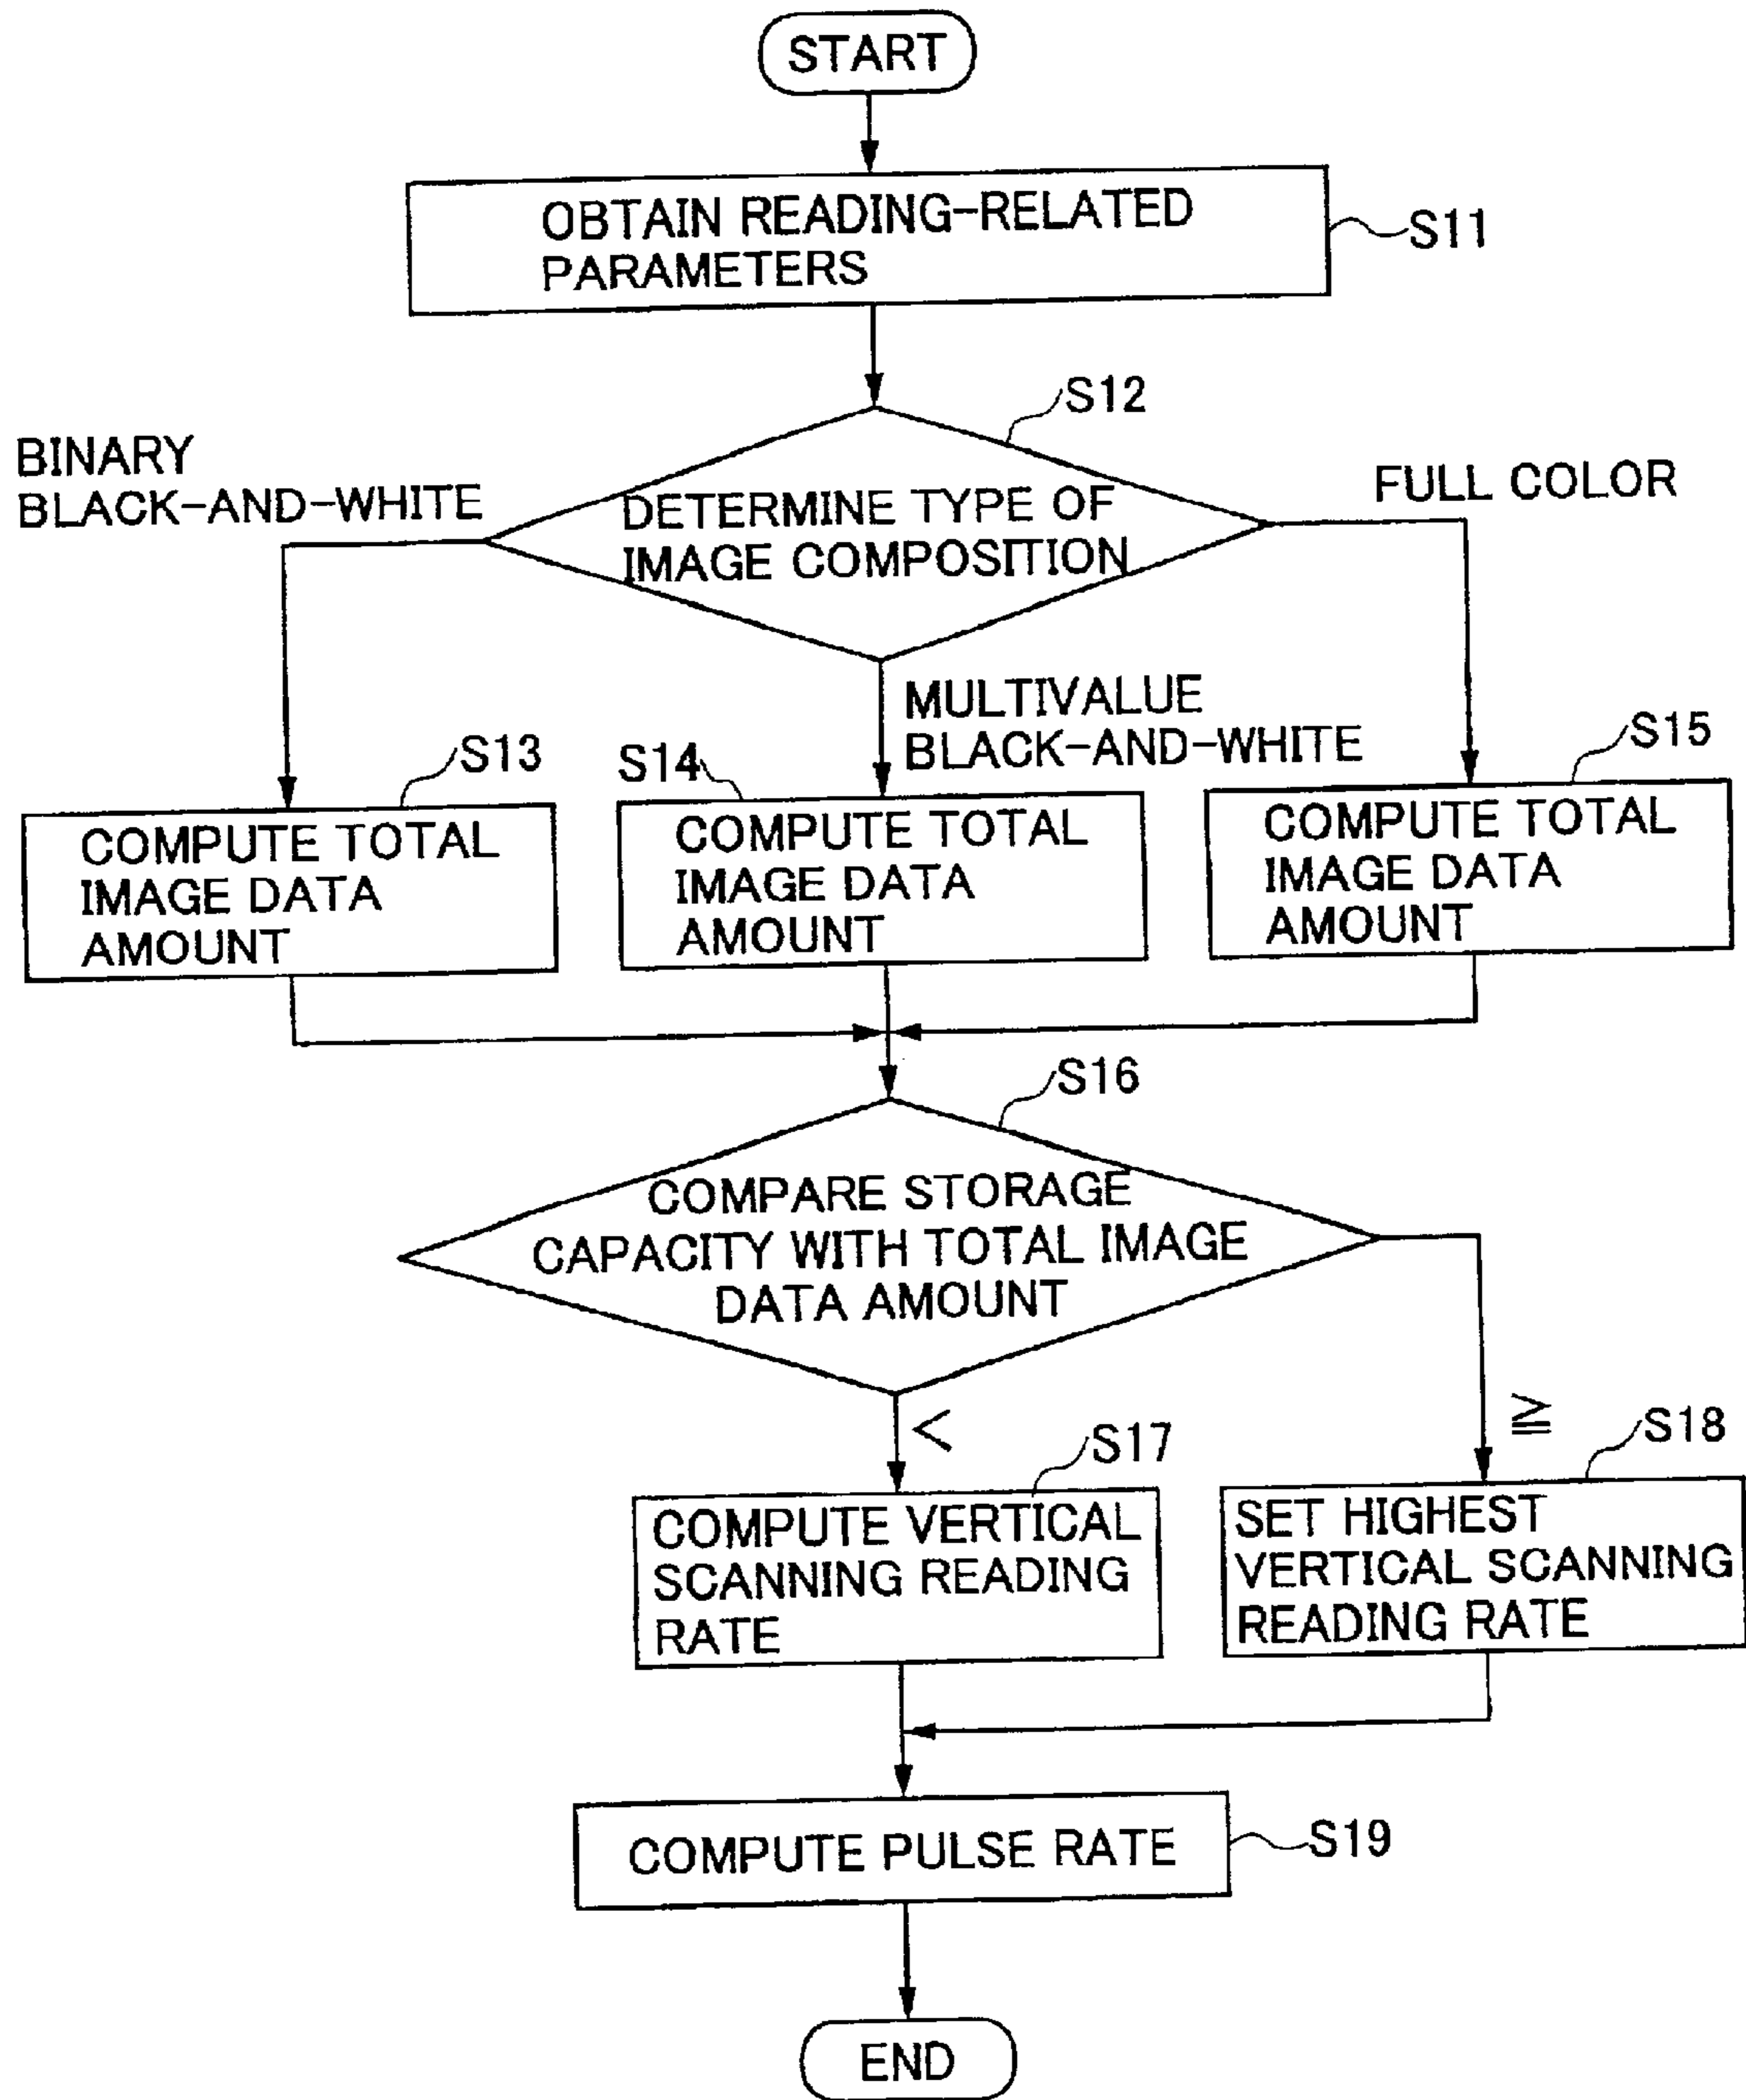 START
OBTAIN READING-RELATED
PARAMETERS
S11
S12
BINARY
BLACK-AND-WHITE
DETERMINE TYPE OF
IMAGE COMPOSITION
FULL COLOR
MULTIVALUE
BLACK-AND-WHITE
S13
S14
S15
COMPUTE TOTAL
IMAGE DATA
AMOUNT
COMPUTE TOTAL
IMAGE DATA
AMOUNT
COMPUTE TOTAL
IMAGE DATA
AMOUNT
S16
COMPARE STORAGE
CAPACITY WITH TOTAL IMAGE
DATA AMOUNT
<
≧
S17
S18
COMPUTE VERTICAL
SCANNING READING
RATE
SET HIGHEST
VERTICAL SCANNING
READING RATE
COMPUTE PULSE RATE
S19
END